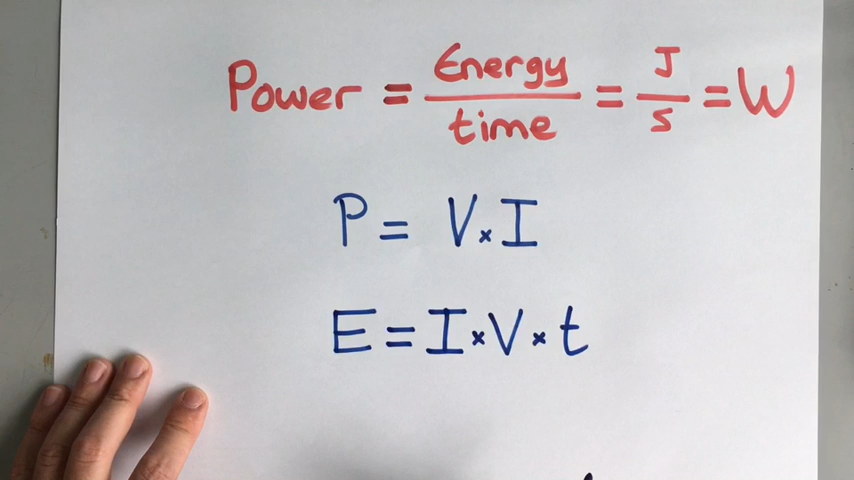 Power = Energy/time = J/s = W
P = V × I
E = I × V × t